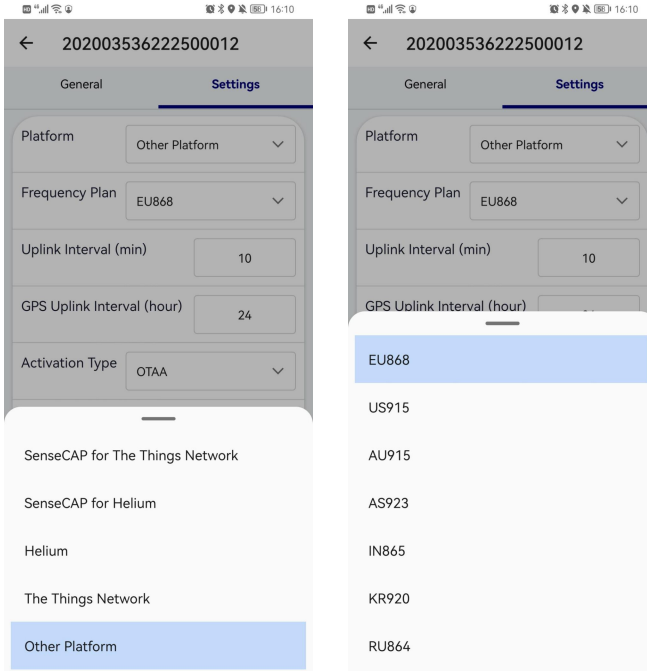 16:10
202003536222500012
General Settings
Platform Other Platform
Frequency Plan EU868
Uplink Interval (min) 10
GPS Uplink Interval (hour) 24
Activation Type OTAA
SenseCAP for The Things Network
SenseCAP for Helium
Helium
The Things Network
Other Platform
16:10
202003536222500012
General Settings
Platform Other Platform
Frequency Plan EU868
Uplink Interval (min) 10
GPS Uplink Interval (hour)
EU868
US915
AU915
AS923
IN865
KR920
RU864